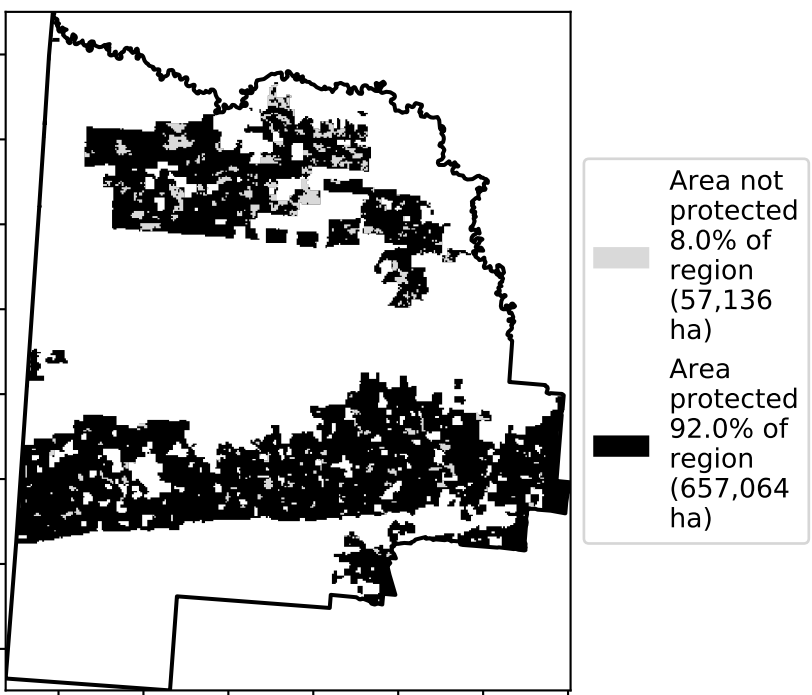 Area not
protected
8.0% of
region
(57,136
ha)
Area
protected
92.0% of
region
(657,064
ha)